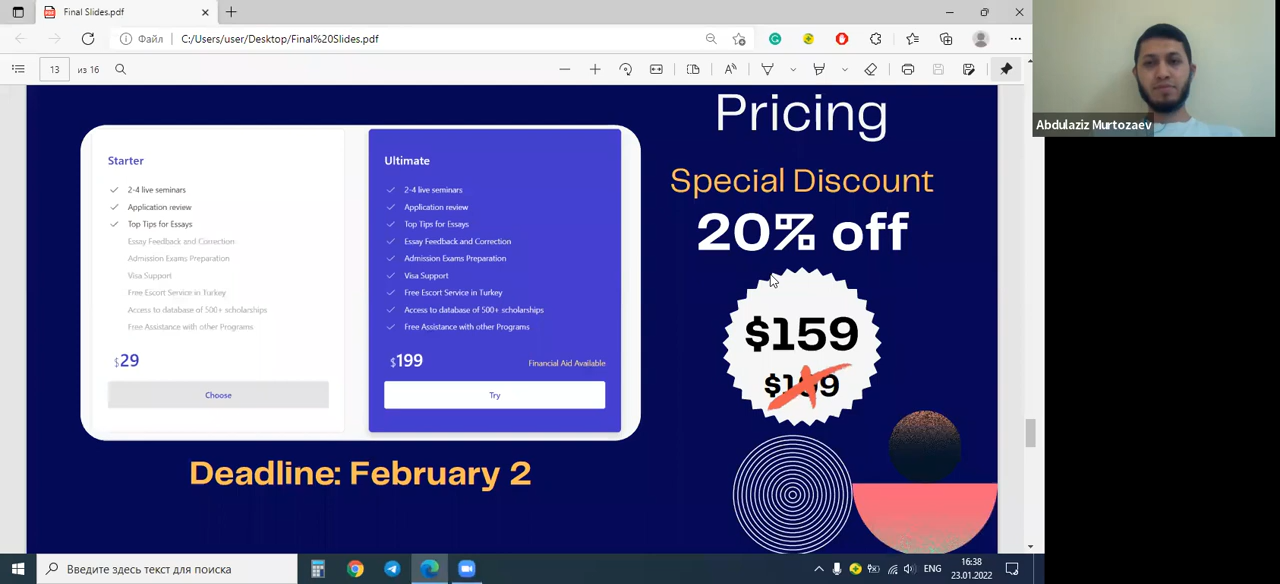 Final Slides.pdf
Файл
C:/Users/user/Desktop/Final%20Slides.pdf
13
из 16
Abdulaziz Murtozaev
Pricing
Special Discount
20% off
$159
$199
Starter
2-4 live seminars
Application review
Top Tips for Essays
Essay Feedback and Correction
Admission Exams Preparation
Visa Support
Free Escort Service in Turkey
Access to database of 500+ scholarships
Free Assistance with other Programs
$29
Choose
Ultimate
2-4 live seminars
Application review
Top Tips for Essays
Essay Feedback and Correction
Admission Exams Preparation
Visa Support
Free Escort Service in Turkey
Access to database of 500+ scholarships
Free Assistance with other Programs
$199
Financial Aid Available
Try
Deadline: February 2
Введите здесь текст для поиска
ENG
16:38
23.01.2022